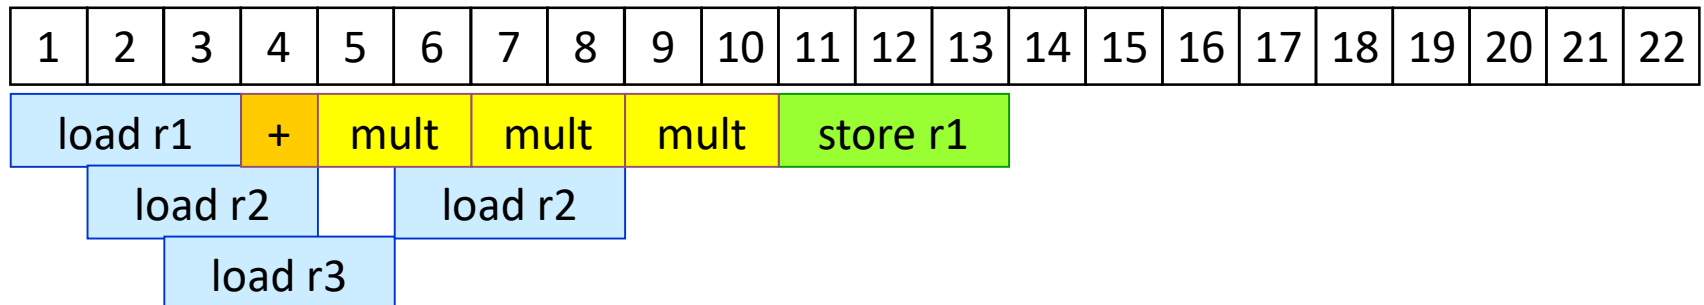 1 2 3 4 5 6 7 8 9 10 11 12 13 14 15 16 17 18 19 20 21 22
load r1 + mult mult mult store r1
load r2 load r2
load r3